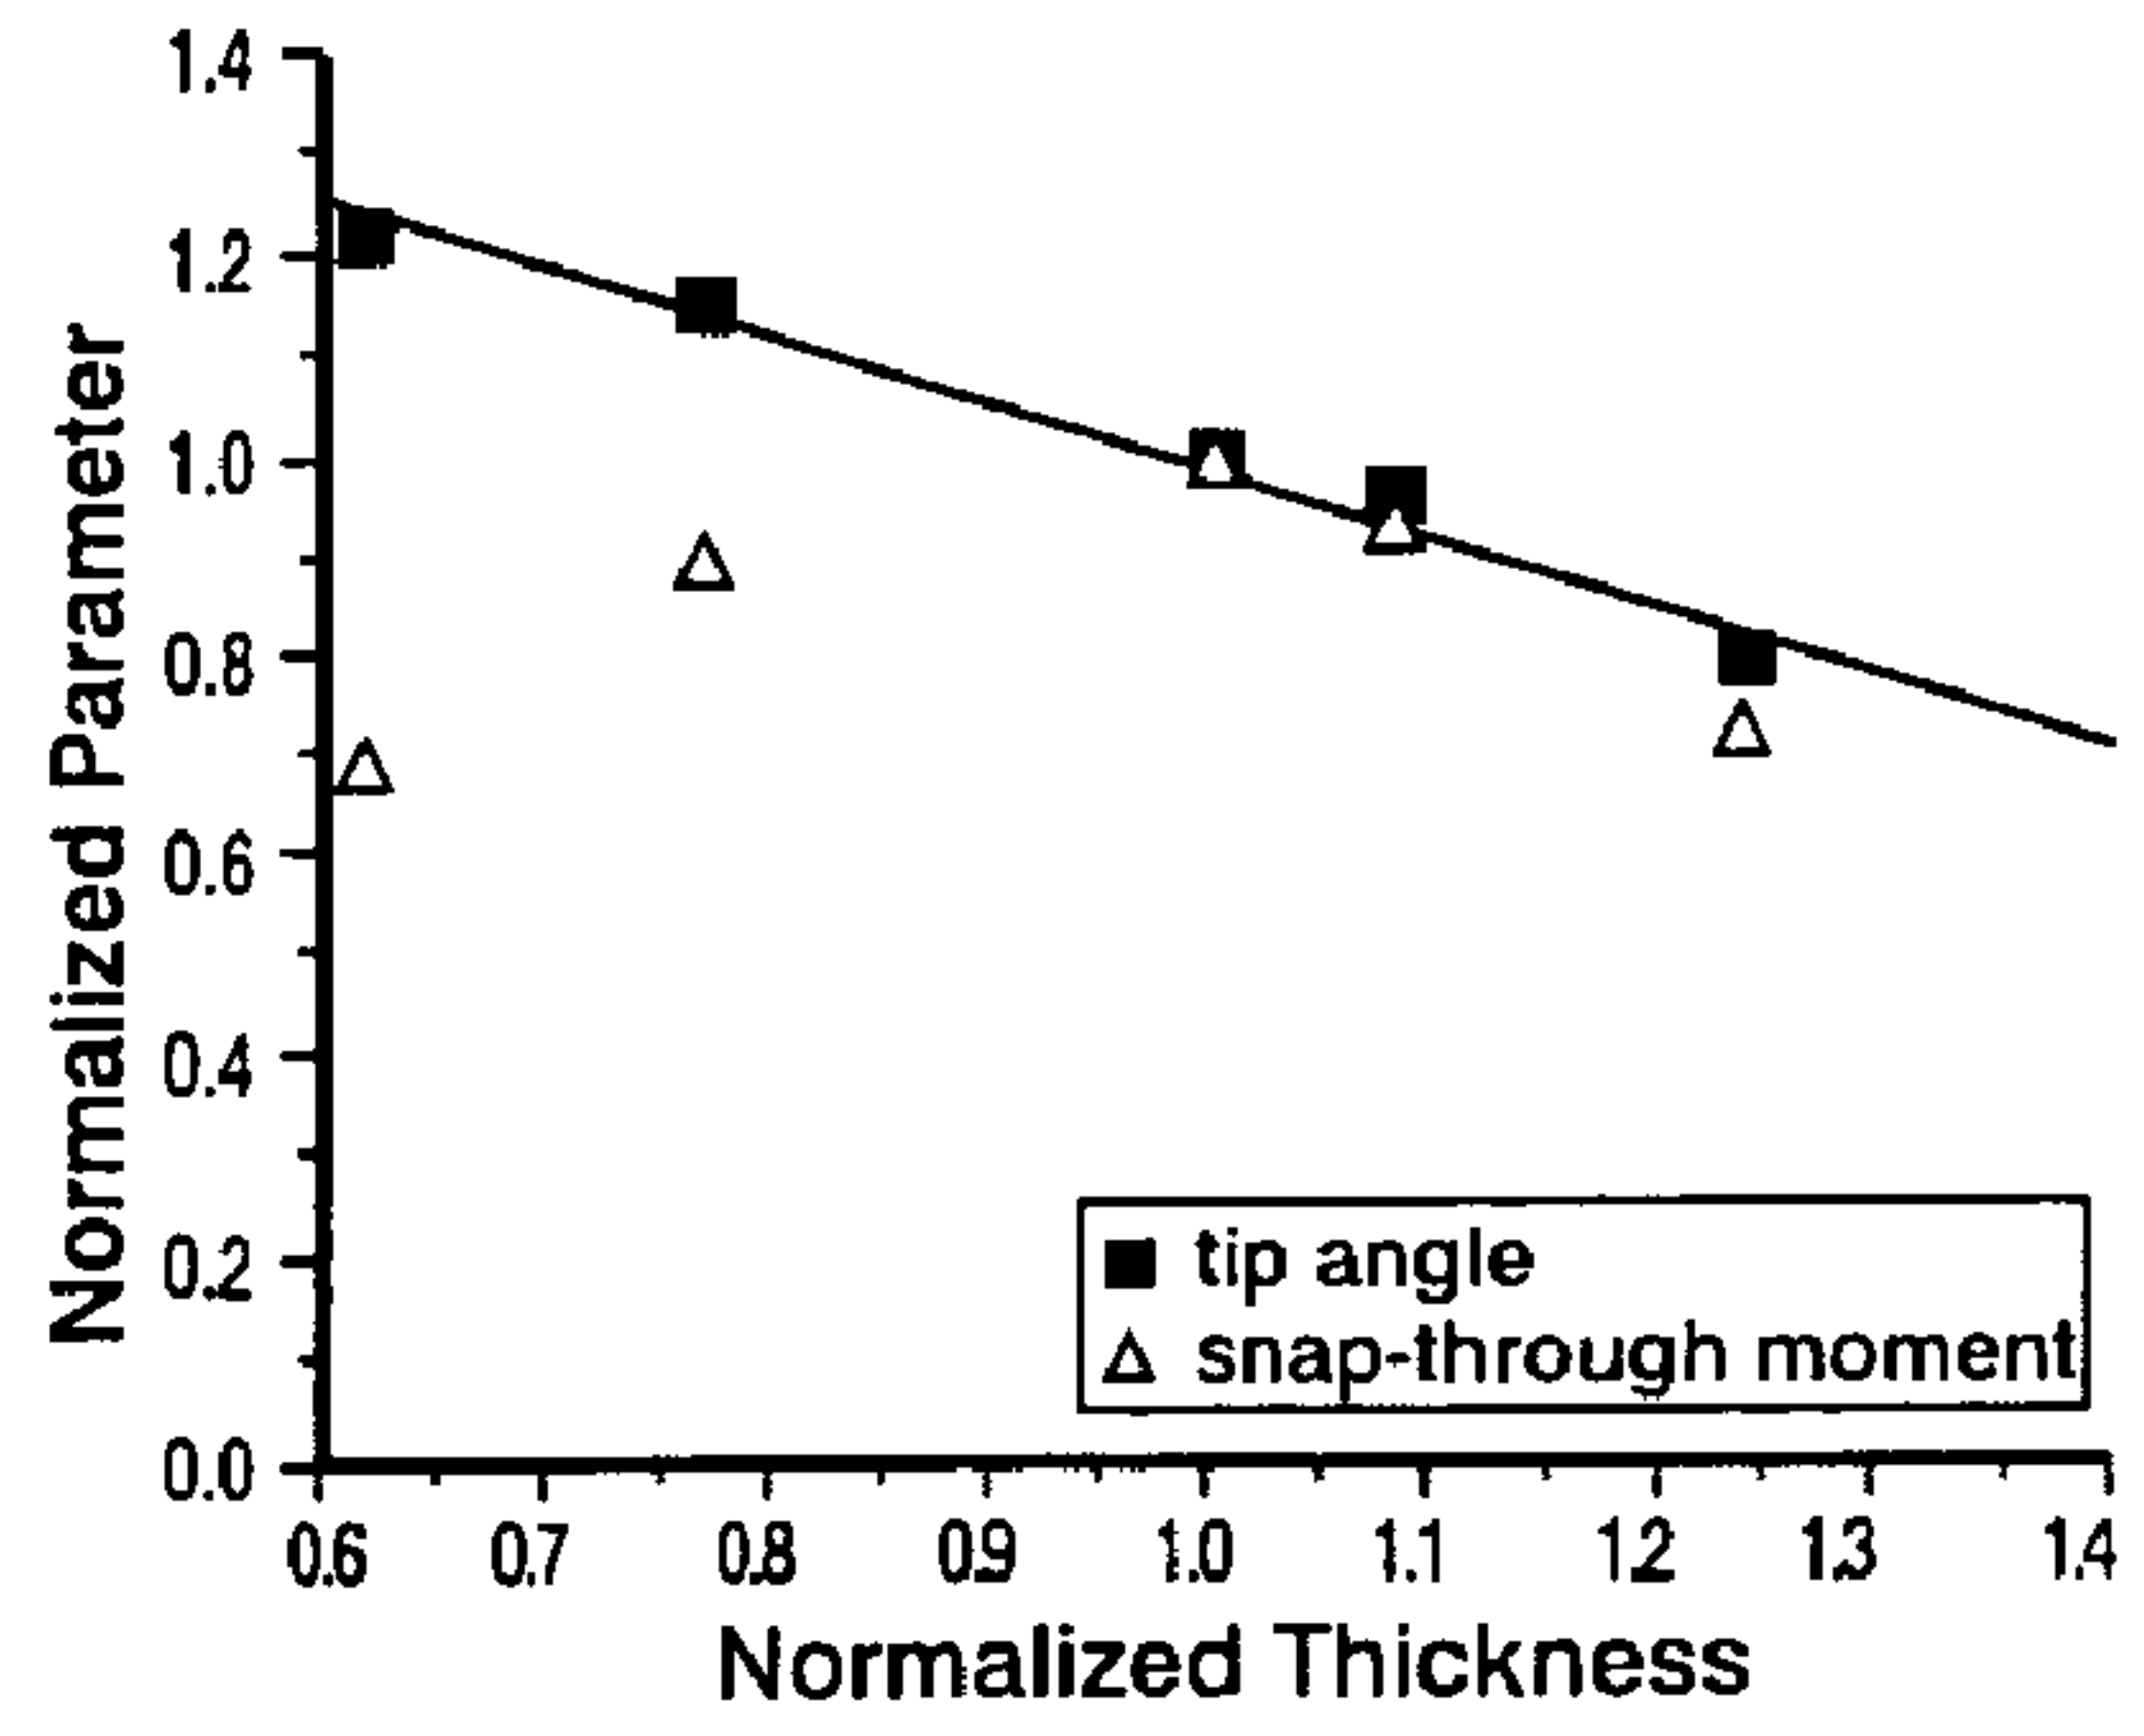 1.4
1.2
1.0
0.8
0.6
0.4
0.2
0.0
Normalized Parameter
tip angle
snap-through moment
0.6 0.7 0.8 0.9 1.0 1.1 1.2 1.3 1.4
Normalized Thickness